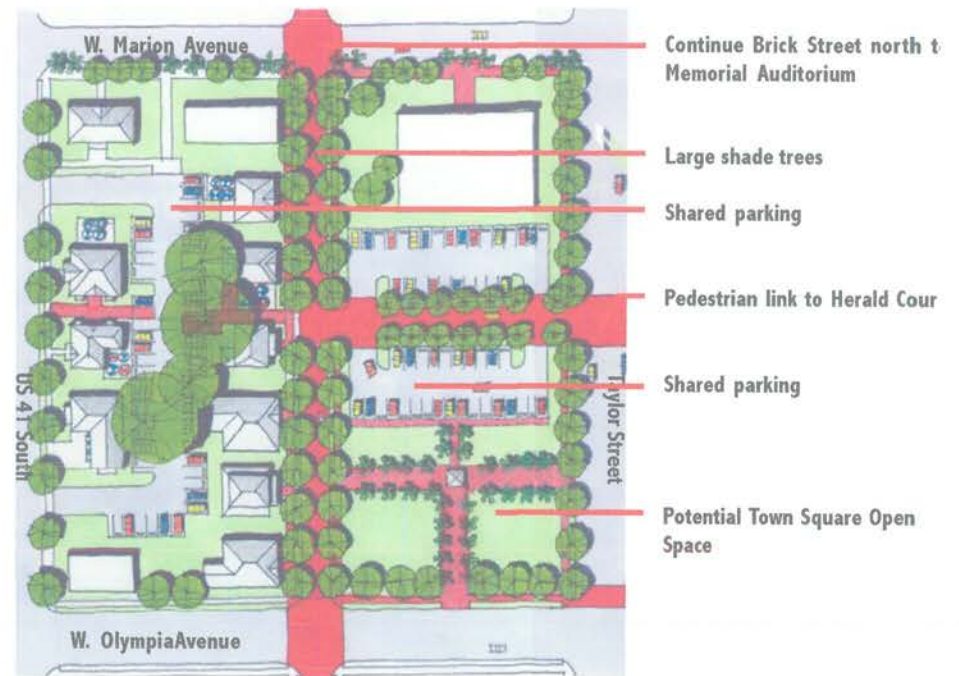 W. Marion Avenue
Continue Brick Street north t
Memorial Auditorium
Large shade trees
Shared parking
Pedestrian link to Herald Cour
Shared parking
US 41 South
Taylor Street
Potential Town Square Open
Space
W. OlympiaAvenue